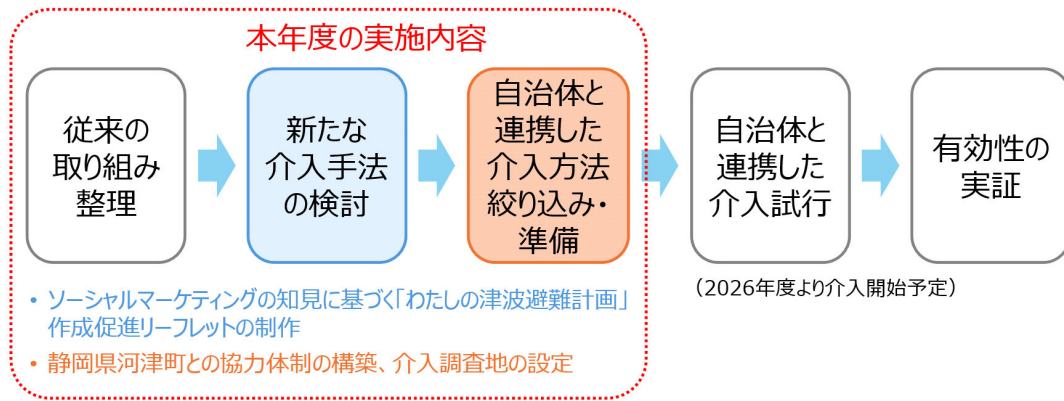 本年度の実施内容
従来の
取り組み
整理
新たな
介入手法
の検討
自治体と
連携した
介入方法
絞り込み・
準備
自治体と
連携した
介入試行
有効性の
実証
(2026年度より介入開始予定)
• ソーシャルマーケティングの知見に基づく「わたしの津波避難計画」
作成促進リーフレットの制作
• 静岡県河津町との協力体制の構築、介入調査地の設定